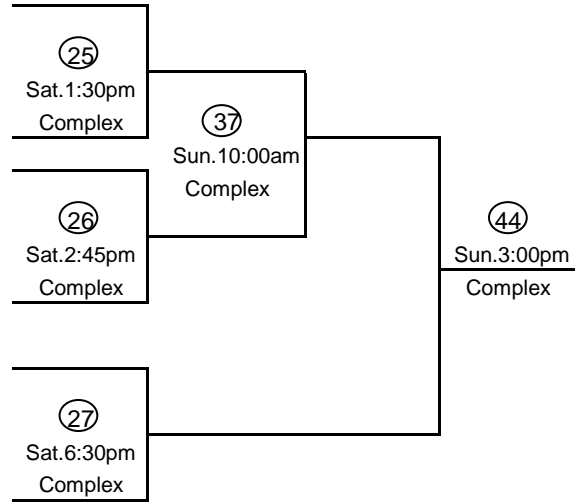 25
Sat.1:30pm
Complex
37
Sun.10:00am
Complex
26
Sat.2:45pm
Complex
44
Sun.3:00pm
Complex
27
Sat.6:30pm
Complex